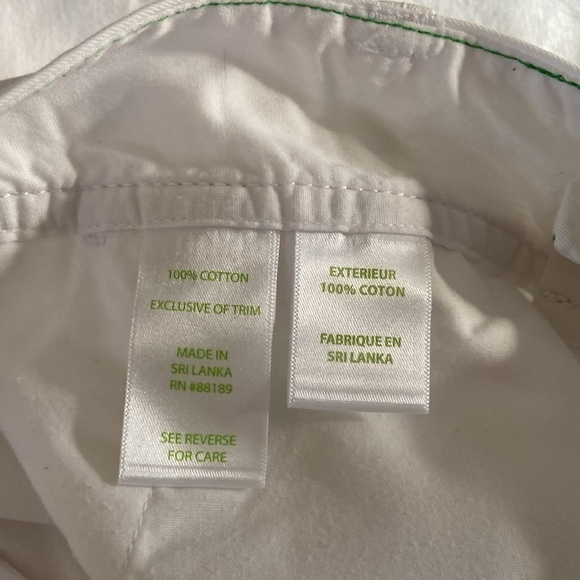 100% COTTON
EXCLUSIVE OF TRIM
MADE IN
SRI LANKA
RN #88189
SEE REVERSE
FOR CARE
EXTERIEUR
100% COTON
FABRIQUE EN
SRI LANKA